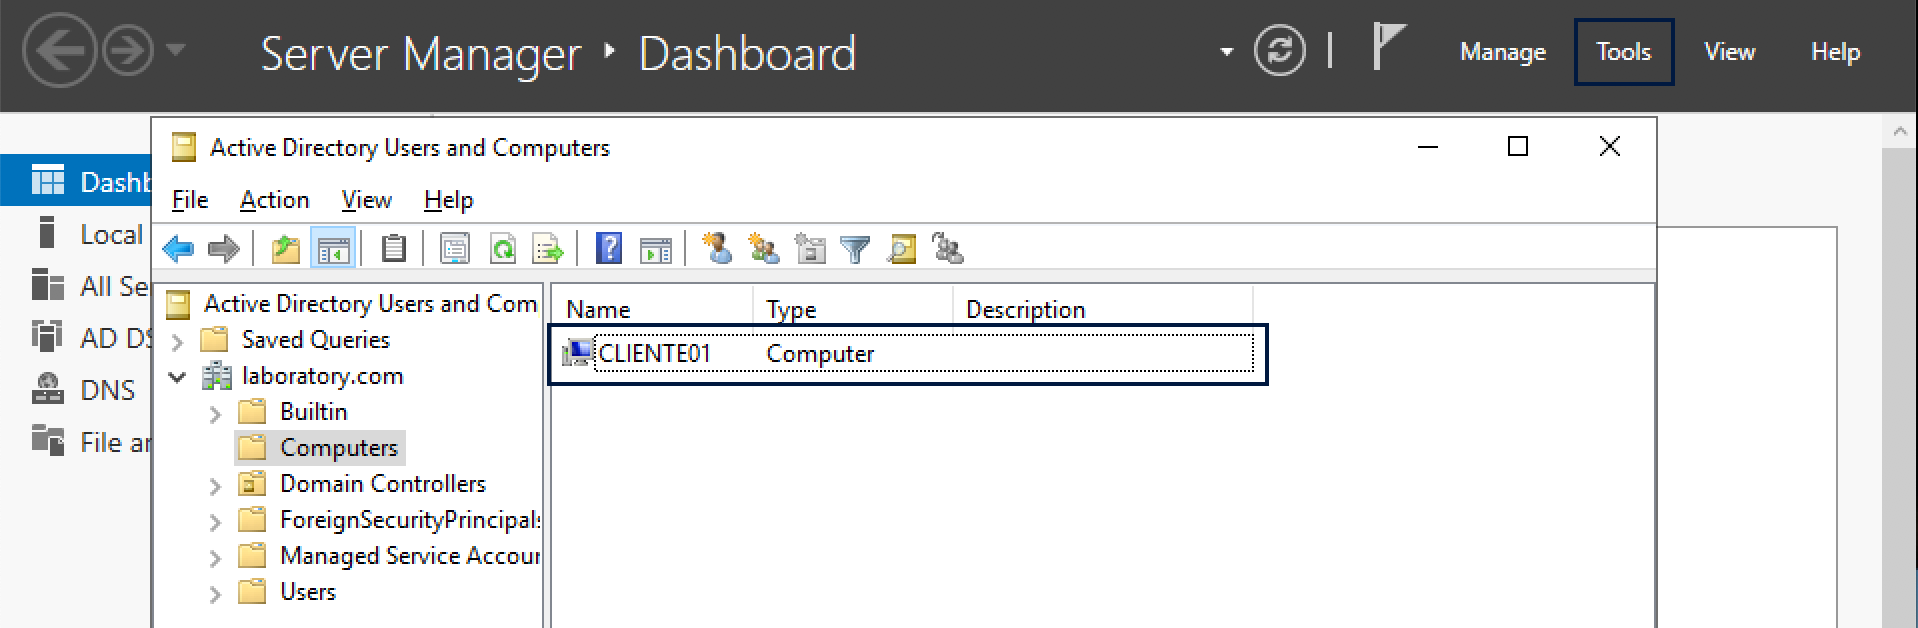 Server Manager ‣ Dashboard
Manage Tools View Help
Active Directory Users and Computers
File Action View Help
Dashb
Local
All Se
AD DS
DNS
File ar
Active Directory Users and Com
Saved Queries
laboratory.com
Builtin
Computers
Domain Controllers
ForeignSecurityPrincipals
Managed Service Accour
Users
Name Type Description
CLIENTE01 Computer